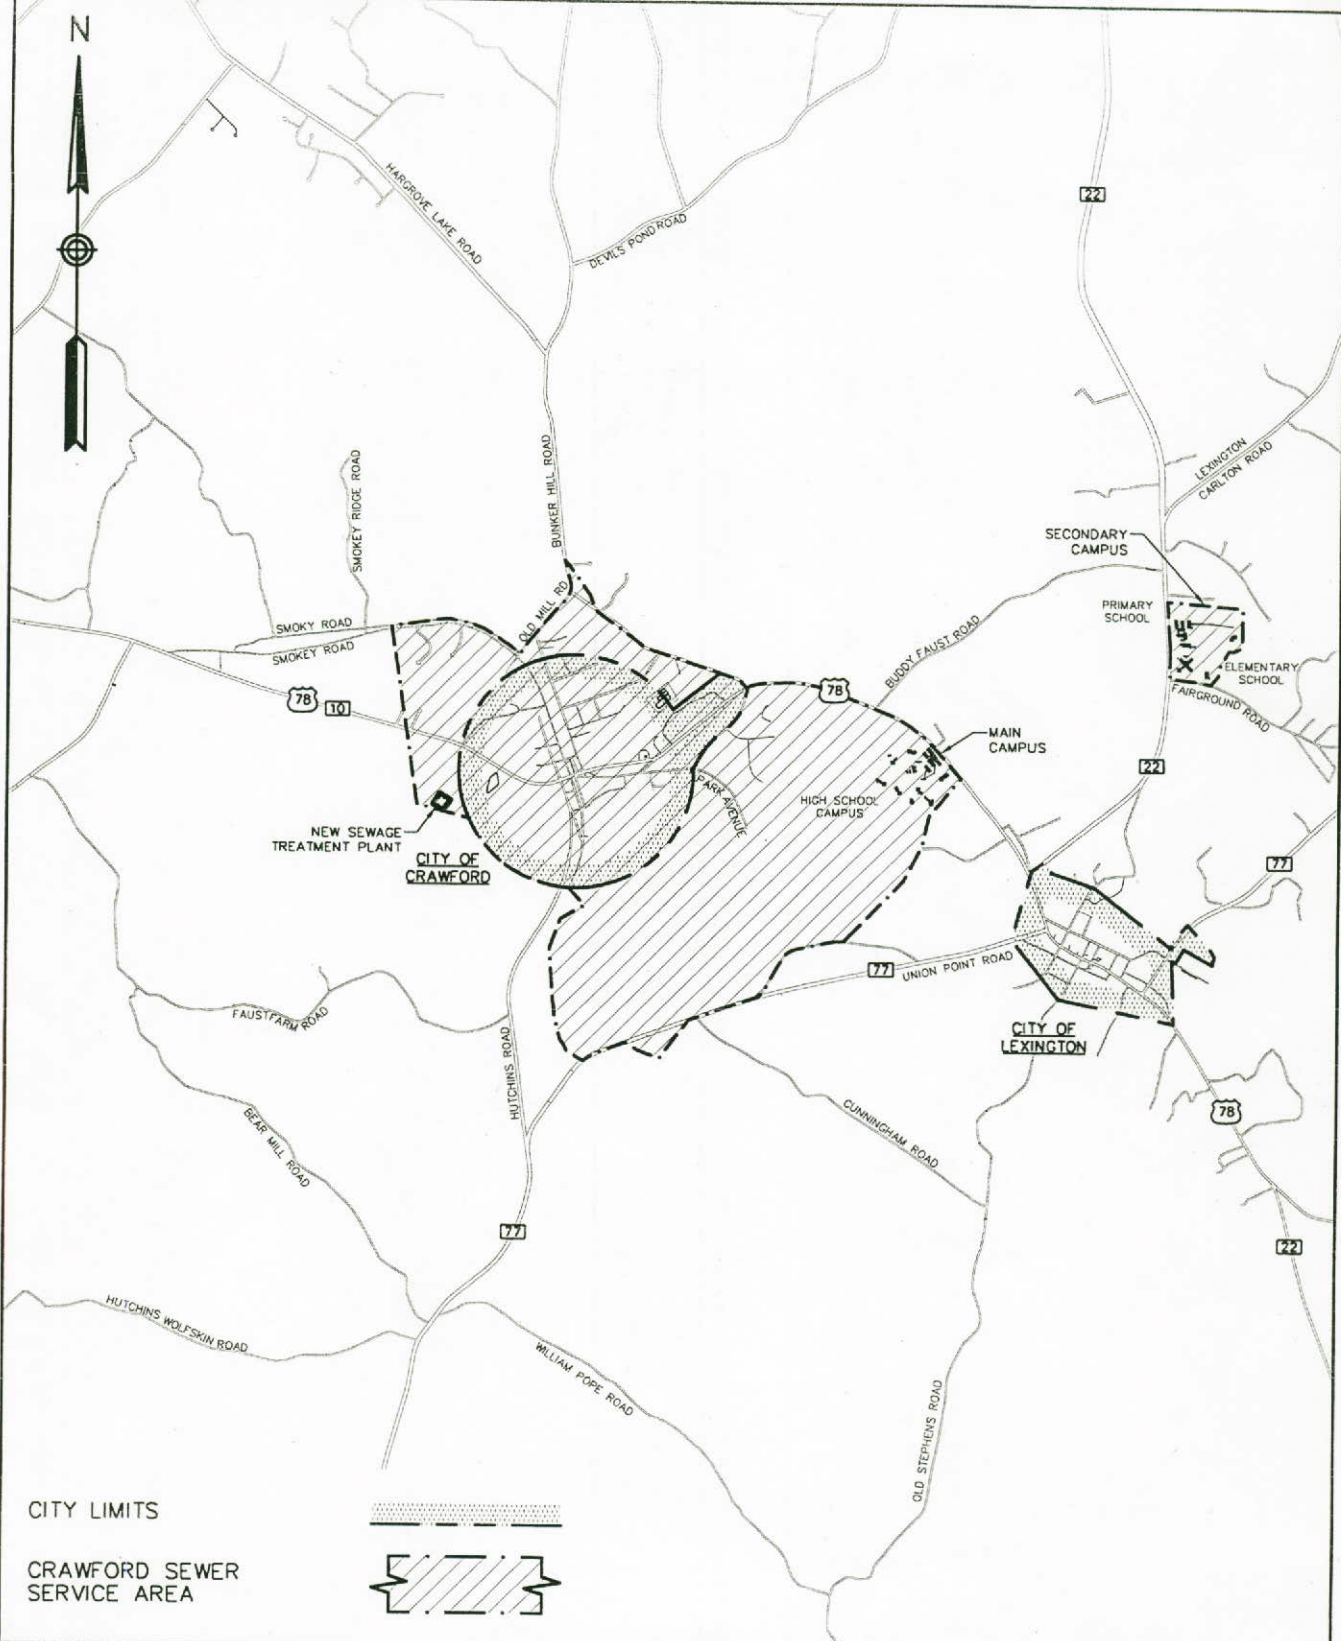 N
HARGROVE LAKE ROAD
DEVILS POND ROAD
22
SMOKEY RIDGE ROAD
BUNKER HILL ROAD
LEXINGTON
CARLTON ROAD
SECONDARY
CAMPUS
OLD MILL RD
PRIMARY
SCHOOL
SMOKY ROAD
SMOKEY ROAD
BUDDY FAUST ROAD
ELEMENTARY
SCHOOL
FAIRGROUND ROAD
78
10
78
MAIN
CAMPUS
22
PARK AVENUE
HIGH SCHOOL
CAMPUS
NEW SEWAGE
TREATMENT PLANT
CITY OF
CRAWFORD
77
77
UNION POINT ROAD
FAUSTFARM ROAD
CITY OF
LEXINGTON
HUTCHINS ROAD
BEAR MILL ROAD
CUNNINGHAM ROAD
78
77
22
HUTCHINS WOLFSKIN ROAD
WILLIAM POPE ROAD
OLD STEPHENS ROAD
CITY LIMITS
CRAWFORD SEWER
SERVICE AREA